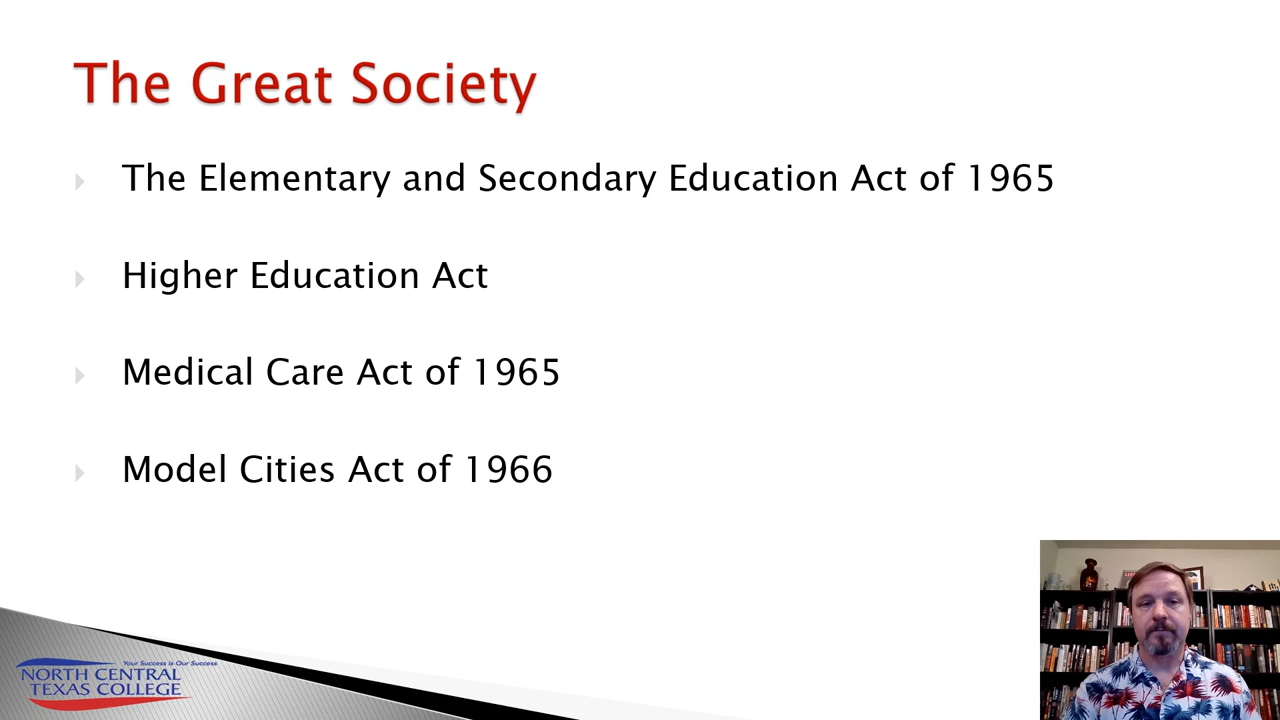 The Great Society
The Elementary and Secondary Education Act of 1965
Higher Education Act
Medical Care Act of 1965
Model Cities Act of 1966
Your Success is Our Success
NORTH CENTRAL
TEXAS COLLEGE